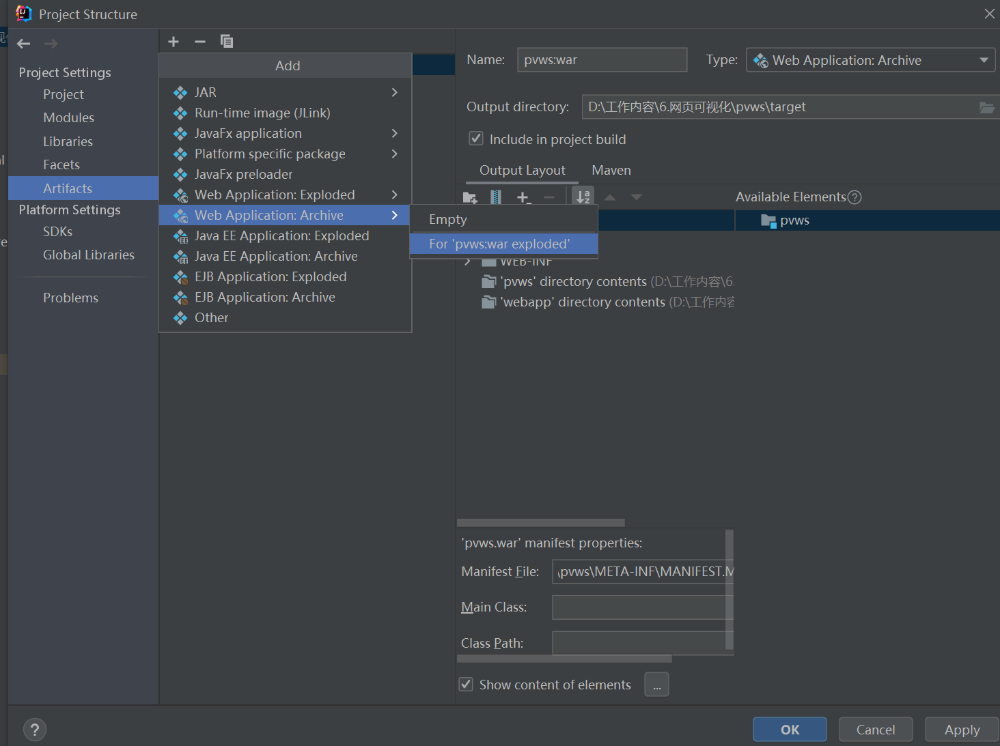 Project Structure
Project Settings
Project
Modules
Libraries
Facets
Artifacts
Platform Settings
SDKs
Global Libraries
Problems
Add
JAR
Run-time image (JLink)
JavaFx application
Platform specific package
JavaFx preloader
Web Application: Exploded
Web Application: Archive
Java EE Application: Exploded
Java EE Application: Archive
EJB Application: Exploded
EJB Application: Archive
Other
Empty
For 'pvws:war exploded'
Name: pvws:war Type: Web Application: Archive
Output directory: D:\工作内容\6.网页可视化\pvws\target
Include in project build
Output Layout Maven
Available Elements
pvws
WEB-INF
'pvws' directory contents (D:\工作内容\6.
'webapp' directory contents (D:\工作内容
'pvws.war' manifest properties:
Manifest File: \pvws\META-INF\MANIFEST.M
Main Class:
Class Path:
Show content of elements ...
? OK Cancel Apply